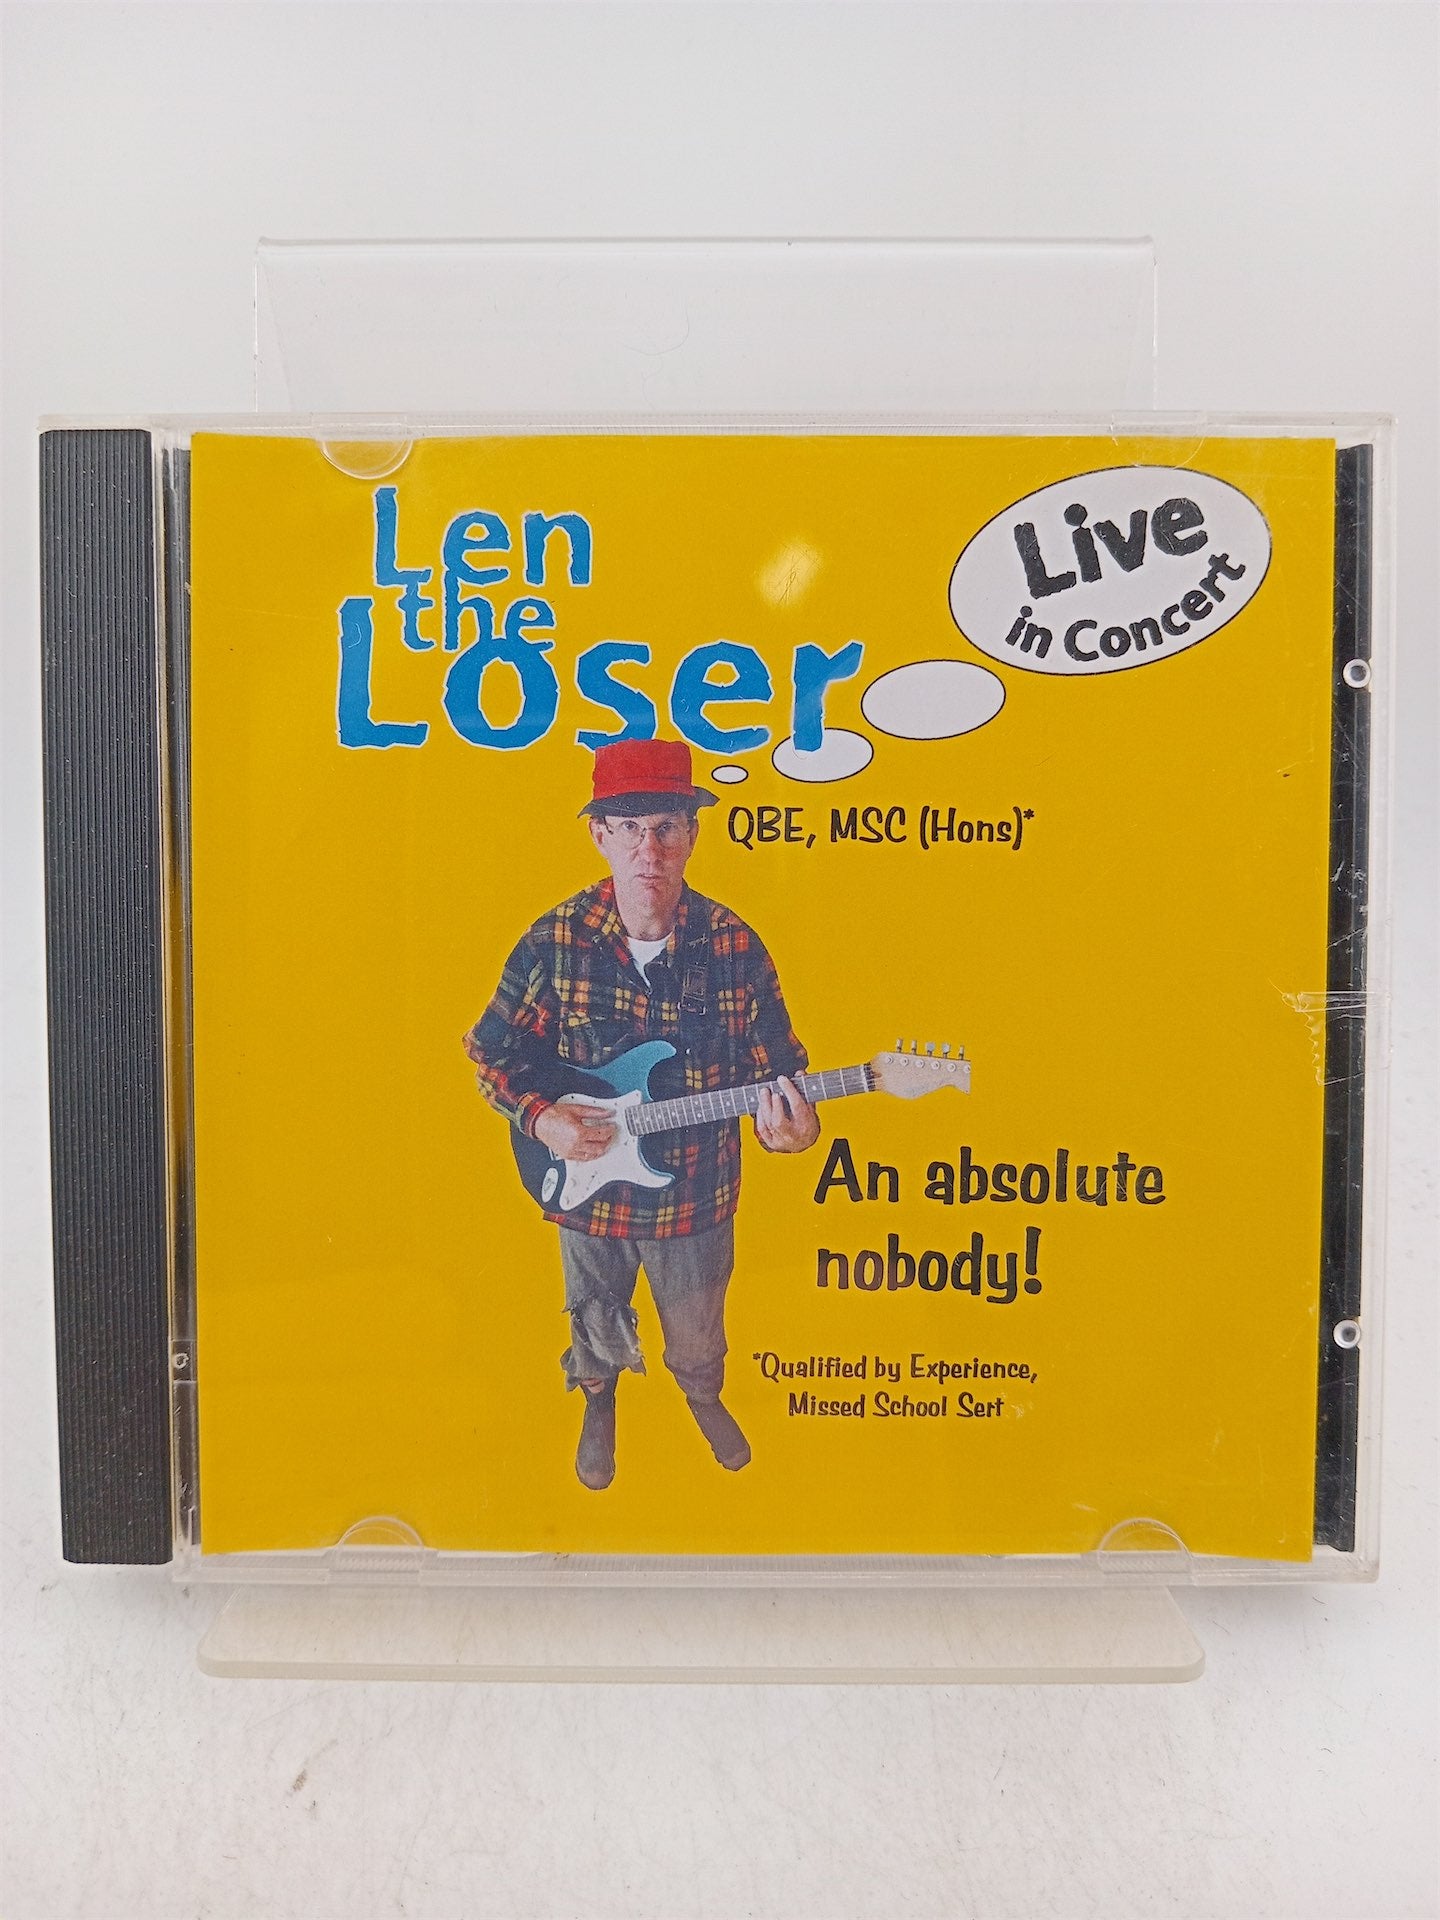 Len
the
Loser
Live
in Concert
QBE, MSC (Hons)*
An absolute
nobody!
*Qualified by Experience,
Missed School Sert